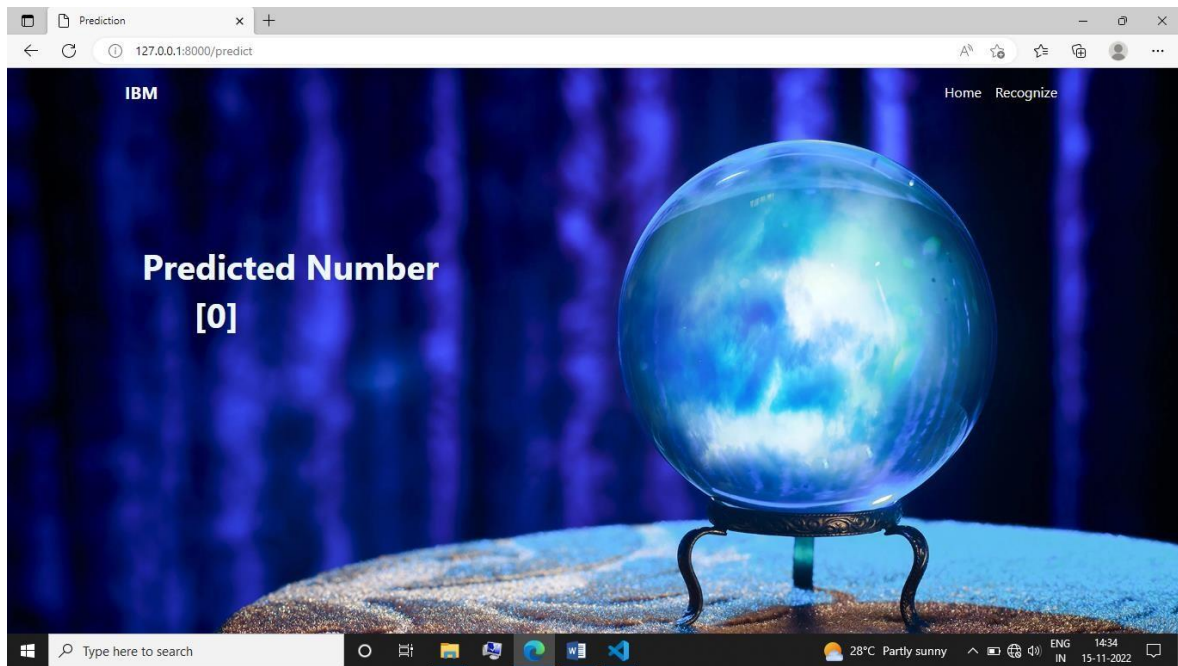 Prediction
127.0.0.1:8000/predict
IBM
Home Recognize
Predicted Number
[0]
Type here to search
28°C Partly sunny
ENG
IN
14:34
15-11-2022